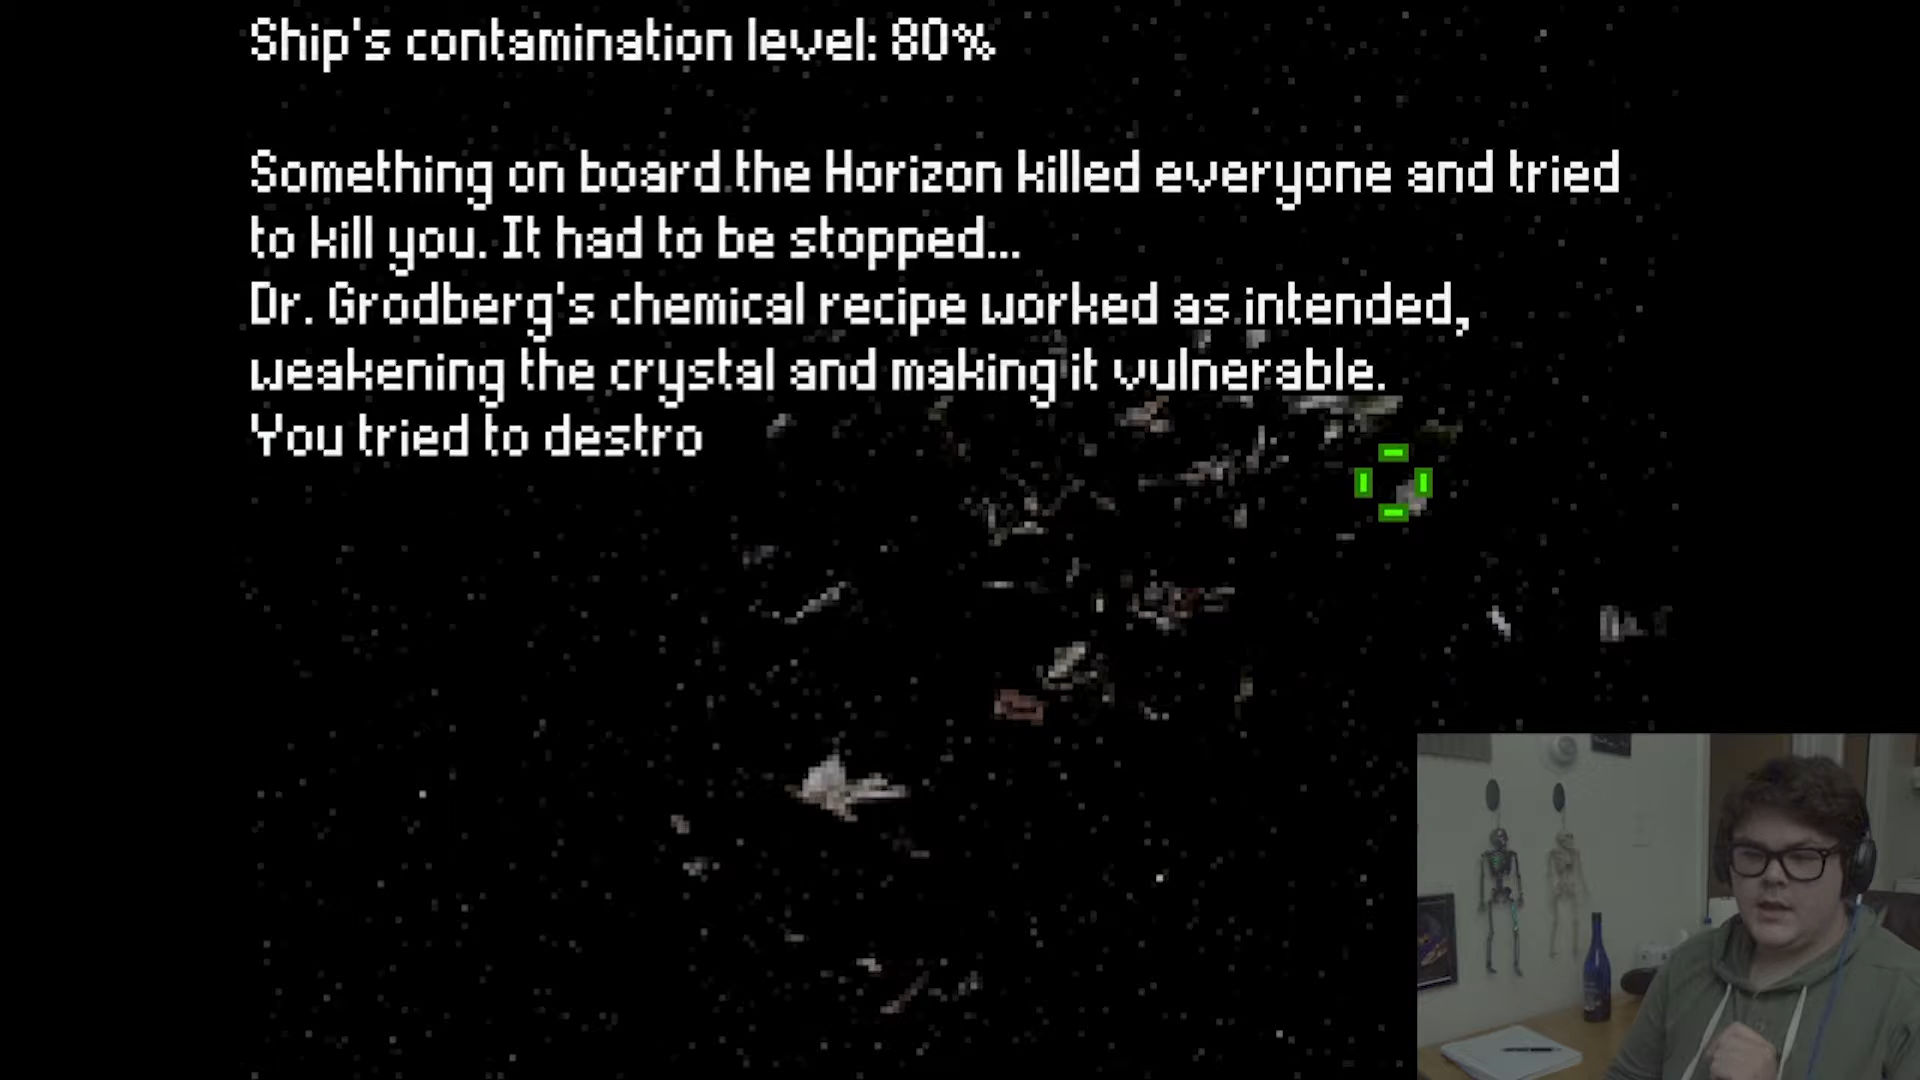 Ship's contamination level: 80%
Something on board the Horizon killed everyone and tried
to kill you. It had to be stopped...
Dr. Grodberg's chemical recipe worked as intended,
weakening the crystal and making it vulnerable.
You tried to destro